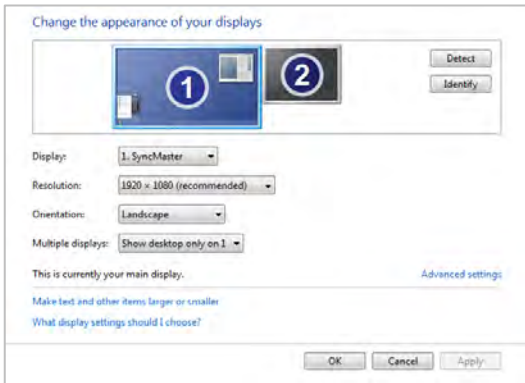 Change the appearance of your displays
1
2
Detect
Identify
Display: 1. SyncMaster
Resolution: 1920 × 1080 (recommended)
Orientation: Landscape
Multiple displays: Show desktop only on 1
This is currently your main display. Advanced settings
Make text and other items larger or smaller
What display settings should I choose?
OK Cancel Apply